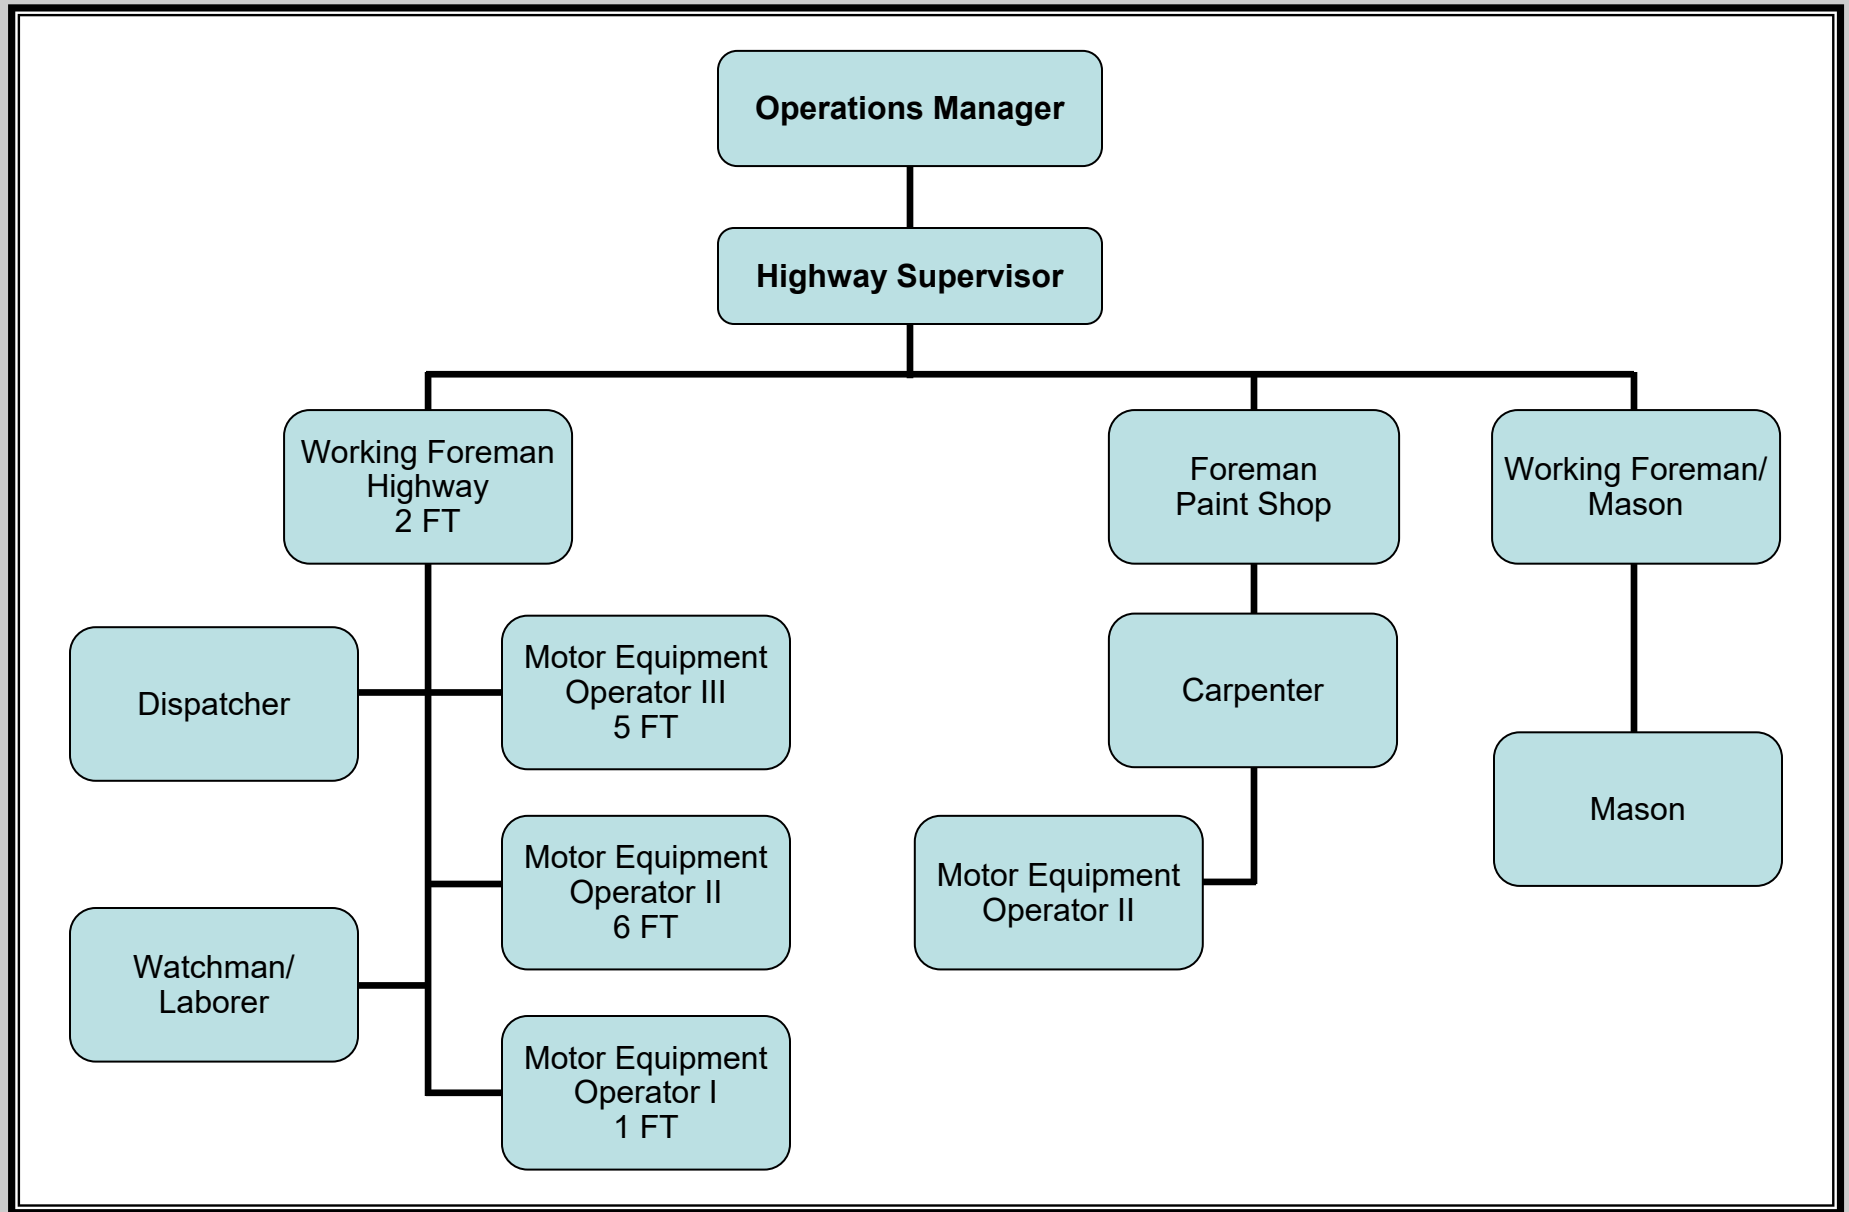 Operations Manager
Highway Supervisor
Working Foreman
Highway
2 FT
Foreman
Paint Shop
Working Foreman/
Mason
Dispatcher
Motor Equipment
Operator III
5 FT
Carpenter
Mason
Motor Equipment
Operator II
6 FT
Motor Equipment
Operator II
Watchman/
Laborer
Motor Equipment
Operator I
1 FT